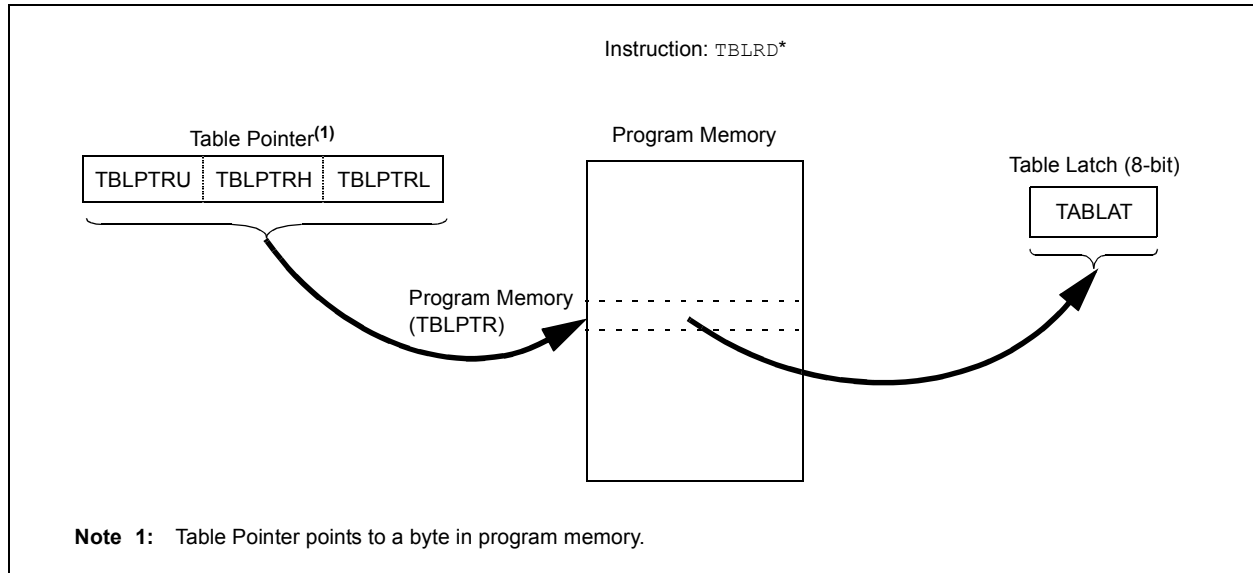 Instruction: TBLRD*
Table Pointer(1)
TBLPTRU TBLPTRH TBLPTRL
Program Memory
Table Latch (8-bit)
TABLAT
Program Memory
(TBLPTR)
Note 1: Table Pointer points to a byte in program memory.